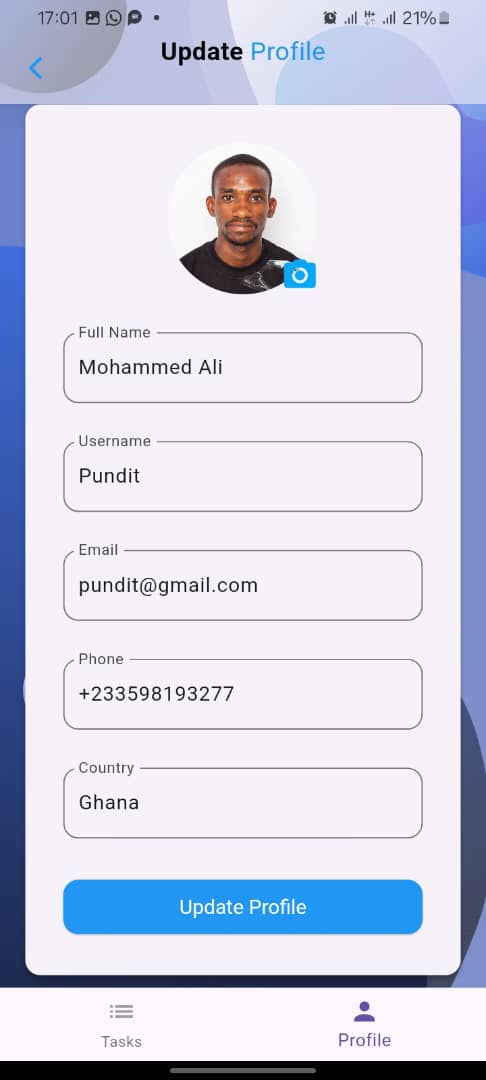 17:01
H+
21%
Update Profile
Full Name
Mohammed Ali
Username
Pundit
Email
pundit@gmail.com
Phone
+233598193277
Country
Ghana
Update Profile
Tasks
Profile